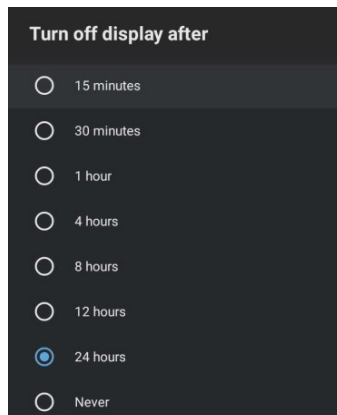 Turn off display after
15 minutes
30 minutes
1 hour
4 hours
8 hours
12 hours
24 hours
Never